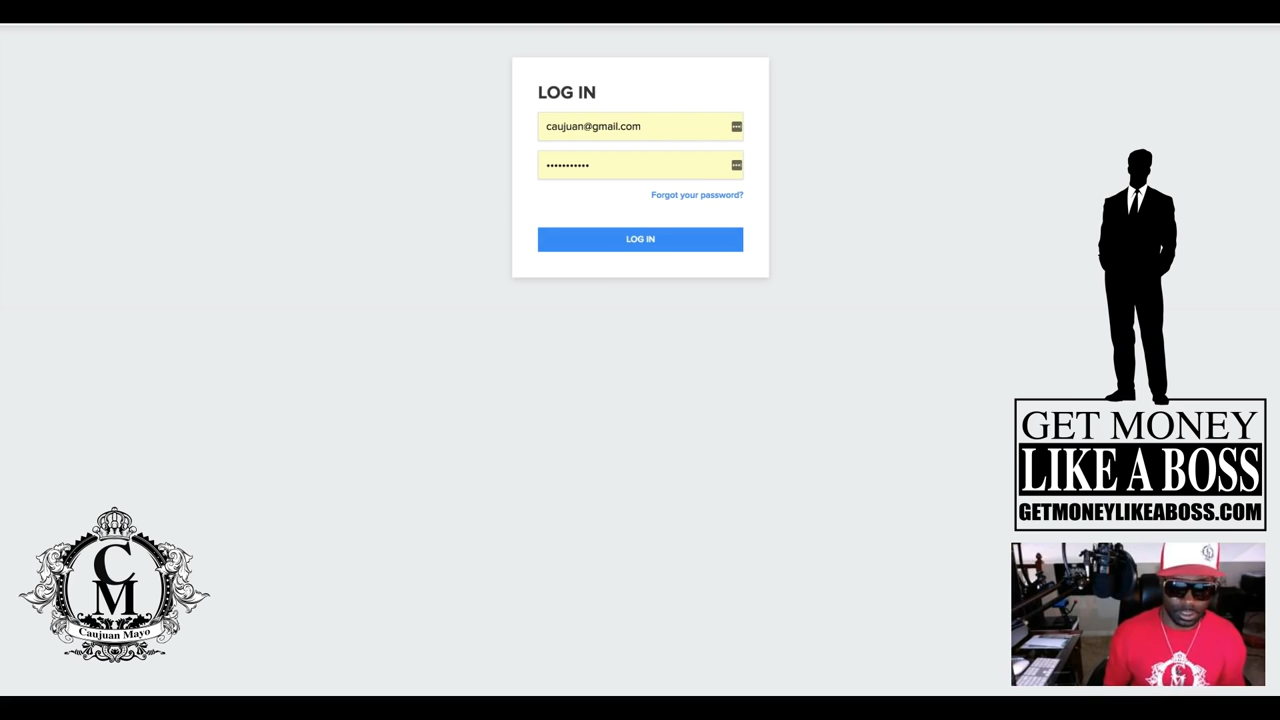 LOG IN
caujuan@gmail.com
•••••••••••
Forgot your password?
LOG IN
GET MONEY
LIKE A BOSS
GETMONEYLIKEABOSS.COM
C
M
Caujuan Mayo
C
M